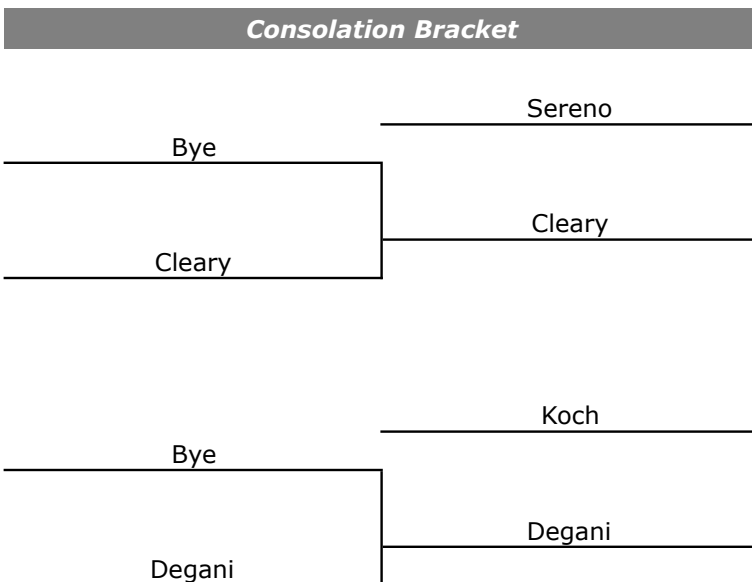 Consolation Bracket
Sereno
Bye
Cleary
Cleary
Koch
Bye
Degani
Degani